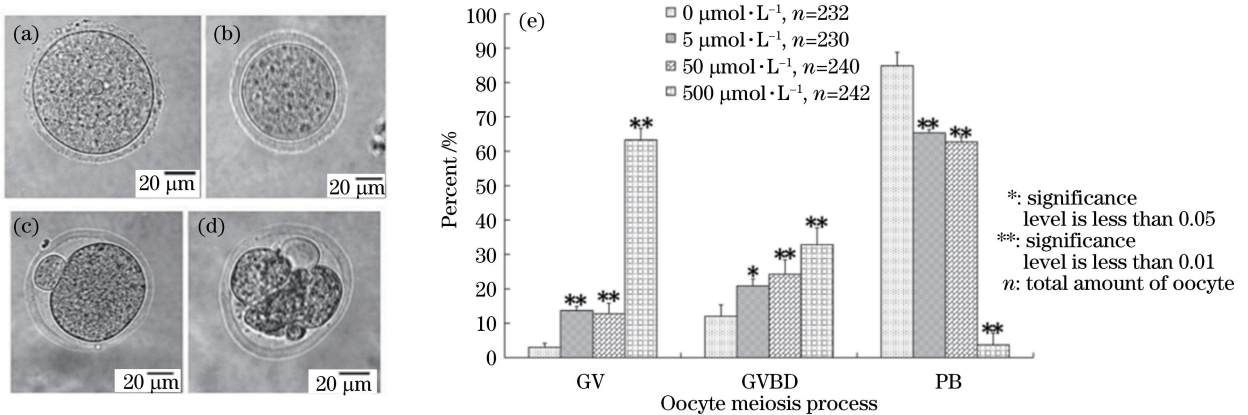 (a)
(b)
20 μm
20 μm
(c)
(d)
20 μm
20 μm
(e)
0 μmol·L⁻¹, n=232
5 μmol·L⁻¹, n=230
50 μmol·L⁻¹, n=240
500 μmol·L⁻¹, n=242
Percent /%
100
90
80
70
60
50
40
30
20
10
0
**
**
**
*
**
**
**
**
**
GV
GVBD
PB
Oocyte meiosis process
*: significance
level is less than 0.05
**: significance
level is less than 0.01
n: total amount of oocyte